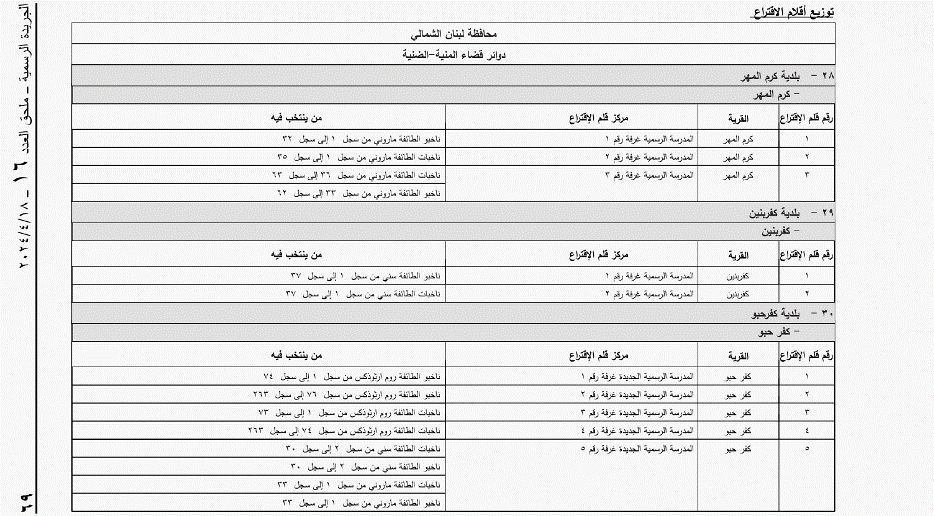 توزيع أقلام الاقتراع
محافظة لبنان الشمالي
دوائر قضاء المنية-الضنية
٢٨ - بلدية كرم المهر
- كرم المهر
رقم قلم الإقتراع القرية مركز قلم الإقتراع من ينتخب فيه
١ كرم المهر المدرسة الرسمية غرفة رقم ١ ناخبو الطائفة ماروني من سجل ١ إلى سجل ٣٢
٢ كرم المهر المدرسة الرسمية غرفة رقم ٢ ناخبات الطائفة ماروني من سجل ١ إلى سجل ٣٥
٣ كرم المهر المدرسة الرسمية غرفة رقم ٣ ناخبات الطائفة ماروني من سجل ٣٦ إلى سجل ٦٣
ناخبو الطائفة ماروني من سجل ٣٣ إلى سجل ٦٢
٢٩ - بلدية كفربنين
- كفربنين
رقم قلم الإقتراع القرية مركز قلم الإقتراع من ينتخب فيه
١ كفربنين المدرسة الرسمية غرفة رقم ١ ناخبو الطائفة سني من سجل ١ إلى سجل ٣٧
٢ كفربنين المدرسة الرسمية غرفة رقم ٢ ناخبات الطائفة سني من سجل ١ إلى سجل ٣٧
٣٠ - بلدية كفرحبو
- كفر حبو
رقم قلم الإقتراع القرية مركز قلم الإقتراع من ينتخب فيه
١ كفر حبو المدرسة الرسمية الجديدة غرفة رقم ١ ناخبو الطائفة روم ارثوذكس من سجل ١ إلى سجل ٧٤
٢ كفر حبو المدرسة الرسمية الجديدة غرفة رقم ٢ ناخبو الطائفة روم ارثوذكس من سجل ٧٦ إلى سجل ٢٦٣
٣ كفر حبو المدرسة الرسمية الجديدة غرفة رقم ٣ ناخبات الطائفة روم ارثوذكس من سجل ١ إلى سجل ٧٣
٤ كفر حبو المدرسة الرسمية الجديدة غرفة رقم ٤ ناخبات الطائفة روم ارثوذكس من سجل ٧٤ إلى سجل ٢٦٣
٥ كفر حبو المدرسة الرسمية الجديدة غرفة رقم ٥ ناخبات الطائفة سني من سجل ٢ إلى سجل ٣٠
ناخبو الطائفة سني من سجل ٢ إلى سجل ٣٠
ناخبات الطائفة ماروني من سجل ١ إلى سجل ٣٣
ناخبو الطائفة ماروني من سجل ١ إلى سجل ٣٣
الجريدة الرسمية - ملحق العدد ١٦ - ٢٠٢٤/٤/١٨
٦٩